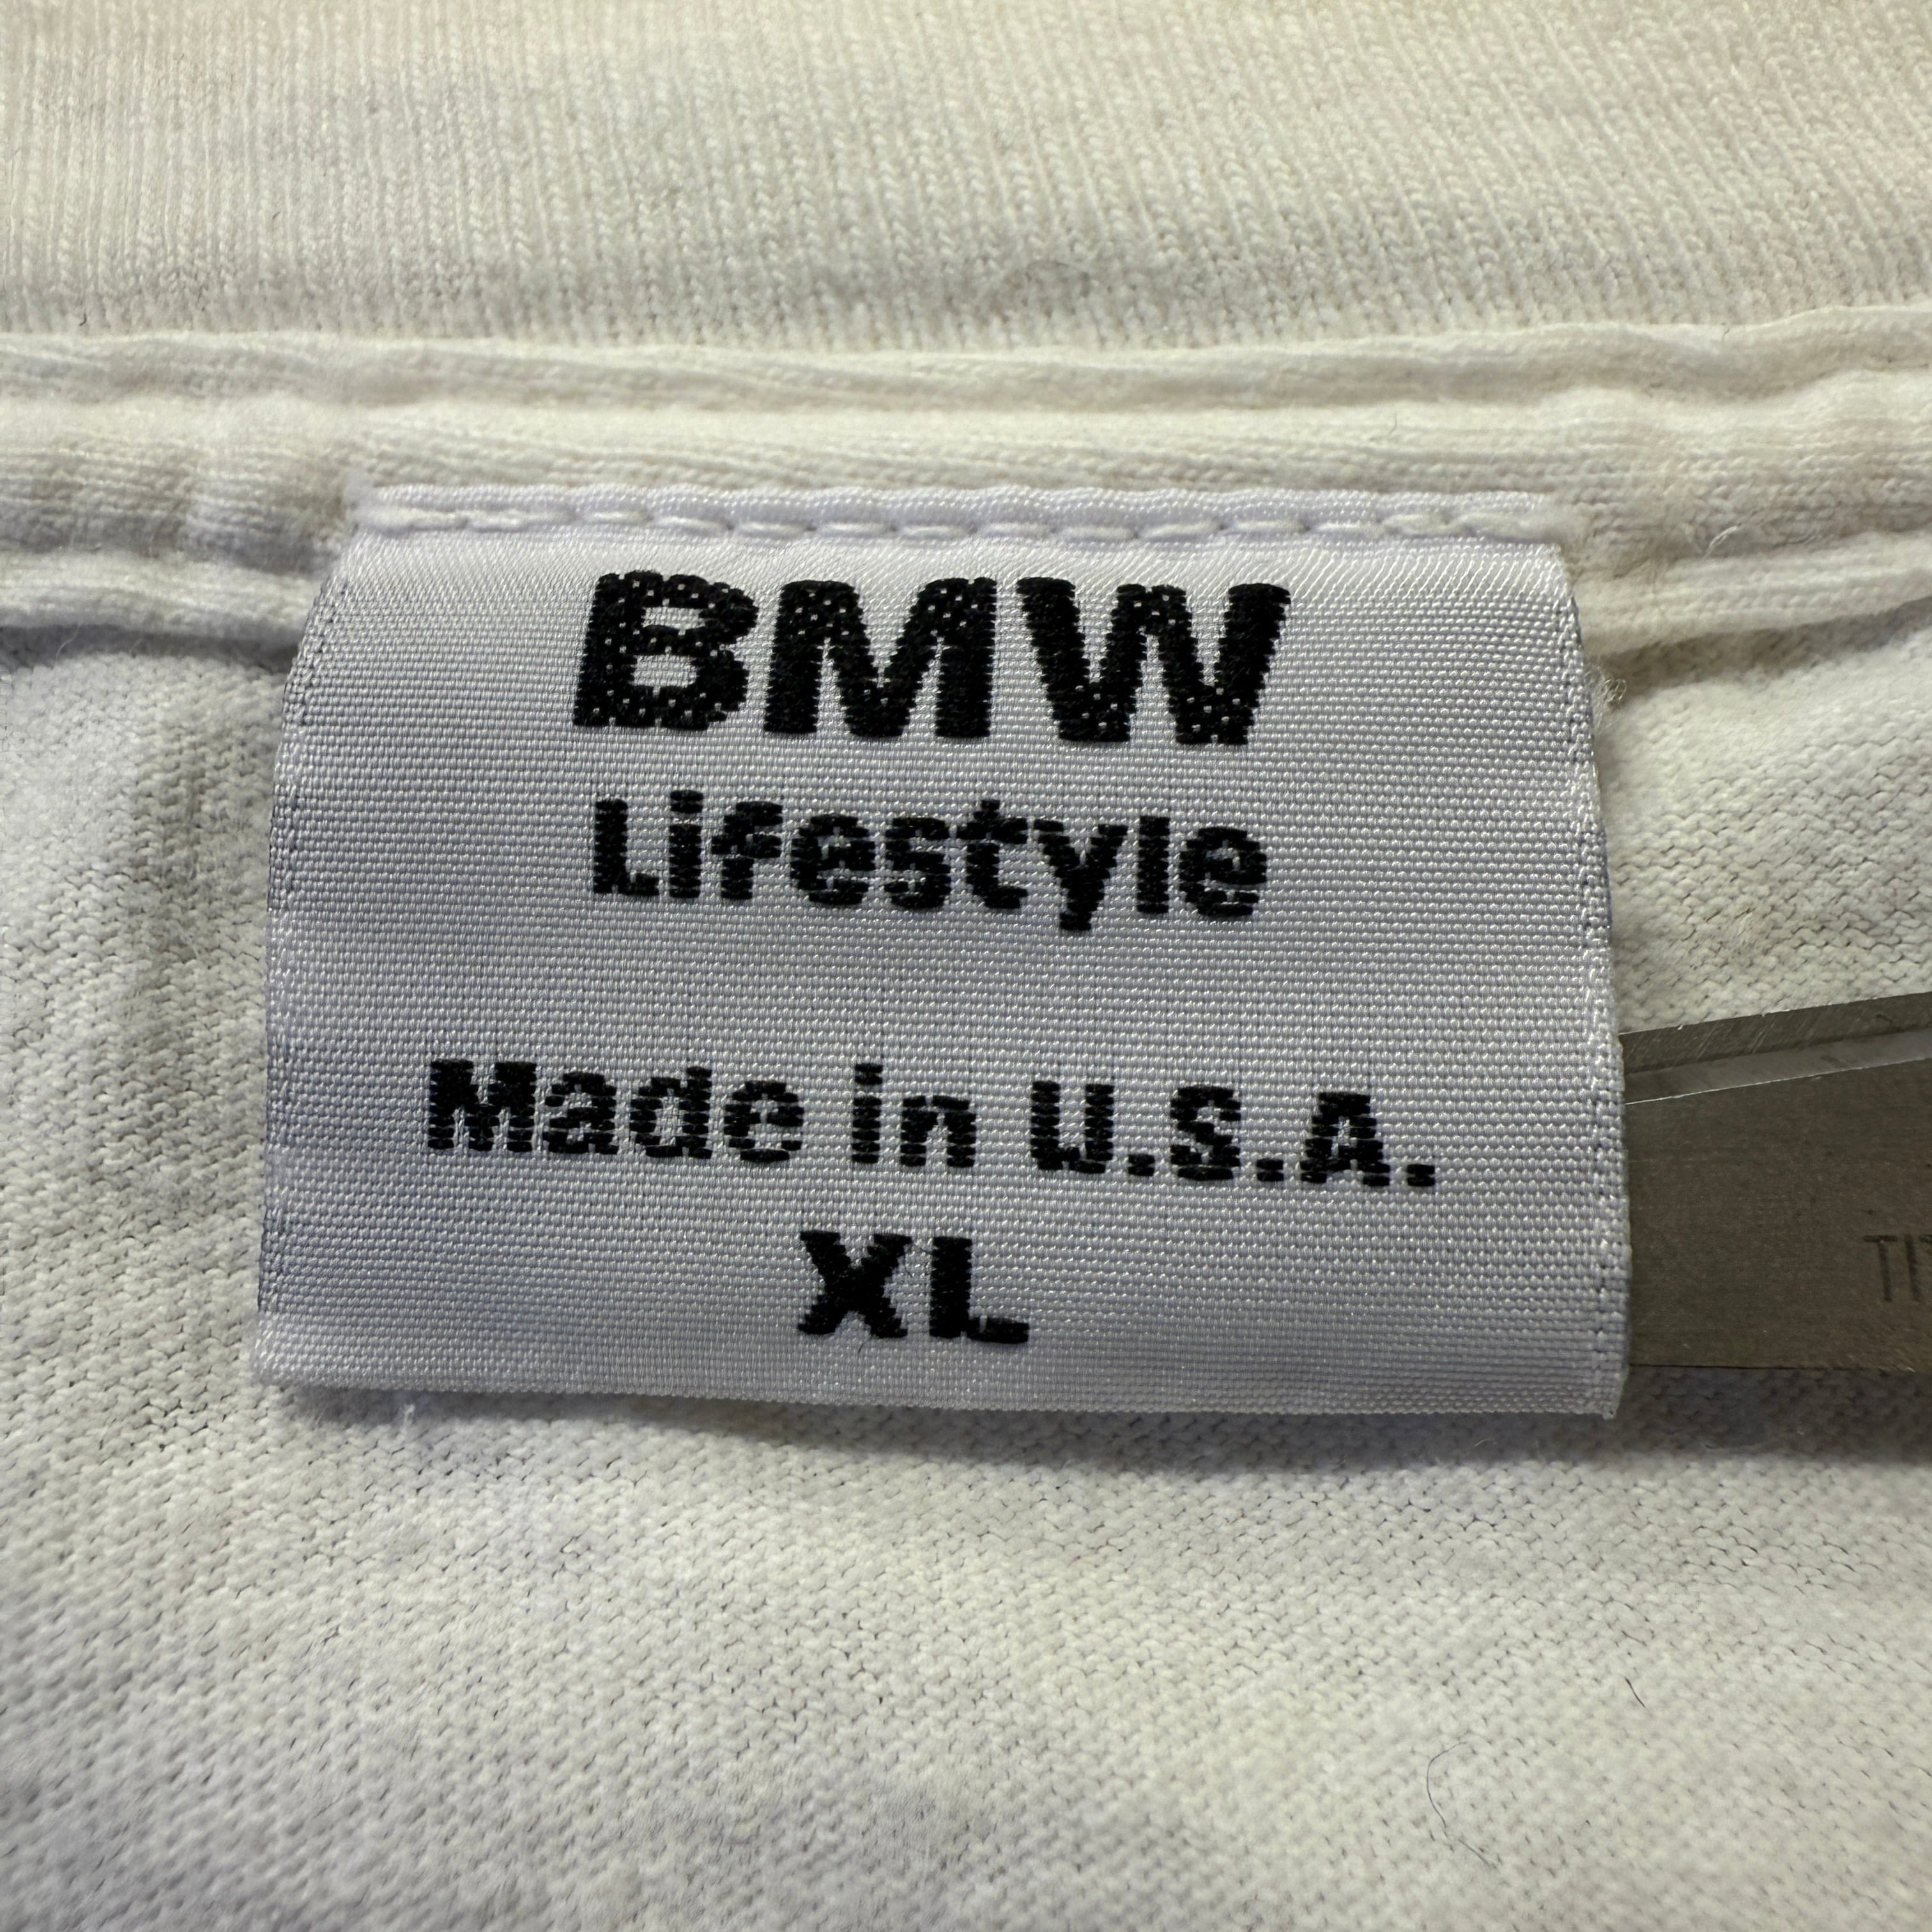 BMW
Lifestyle
Made in U.S.A.
XL